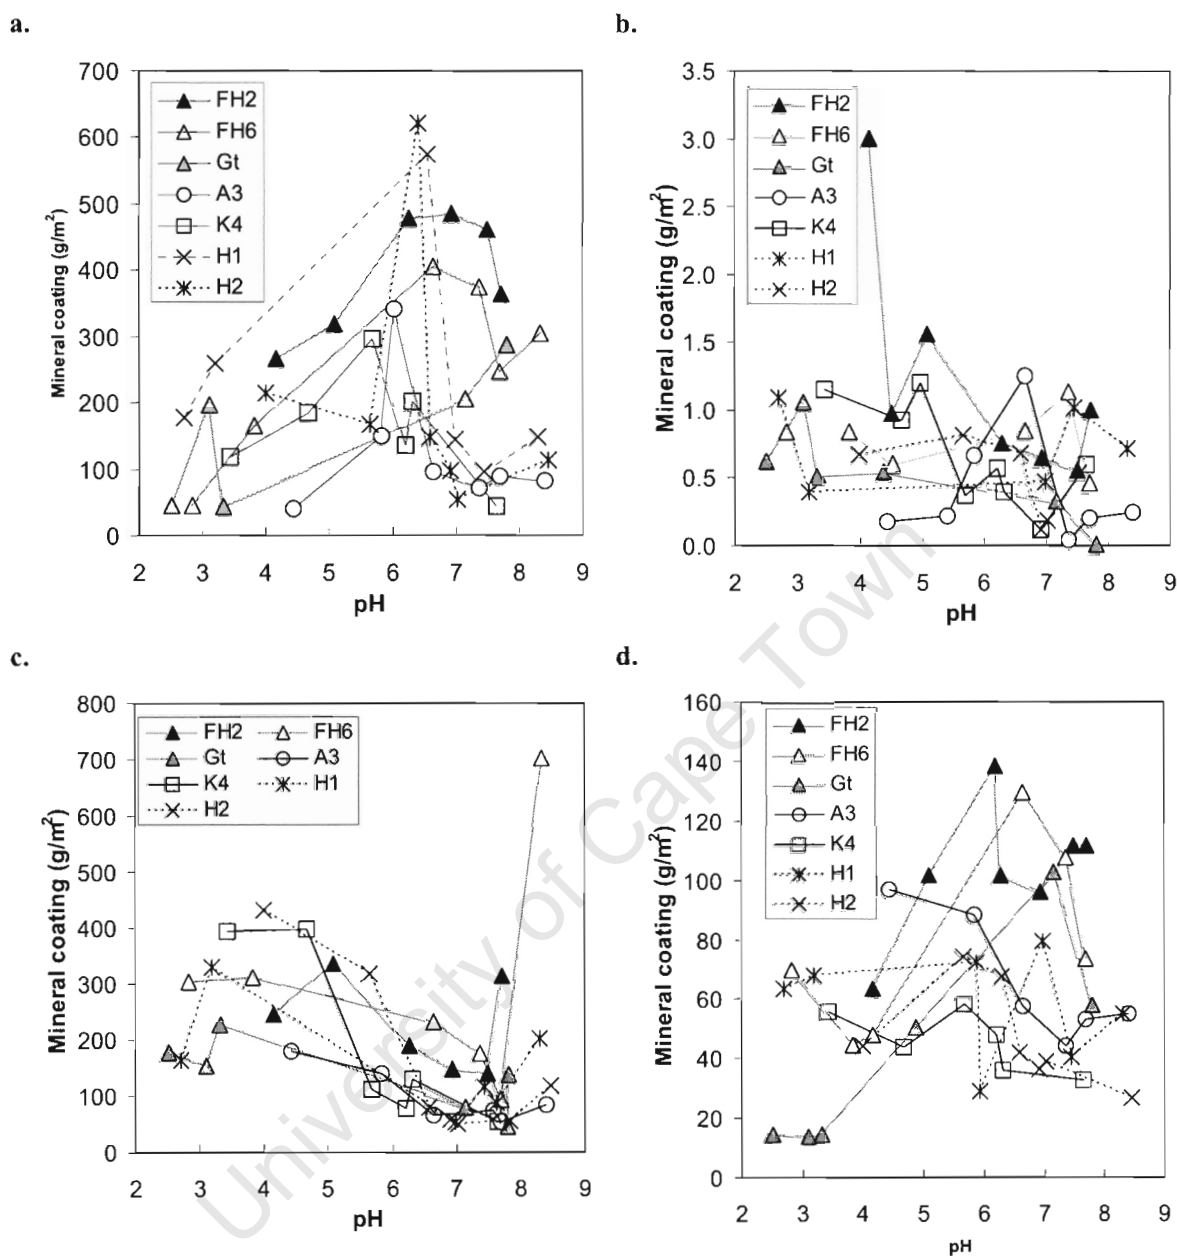 a.
700
600
500
400
300
200
100
0
Mineral coating (g/m²)
FH2
FH6
Gt
A3
K4
H1
H2
2 3 4 5 6 7 8 9
pH
b.
3.5
3.0
2.5
2.0
1.5
1.0
0.5
0.0
Mineral coating (g/m²)
FH2
FH6
Gt
A3
K4
H1
H2
2 3 4 5 6 7 8 9
pH
c.
800
700
600
500
400
300
200
100
0
Mineral coating (g/m²)
FH2 FH6
Gt A3
K4 H1
H2
2 3 4 5 6 7 8 9
pH
d.
160
140
120
100
80
60
40
20
0
Mineral coating (g/m²)
FH2
FH6
Gt
A3
K4
H1
H2
2 3 4 5 6 7 8 9
pH
University of Cape Town